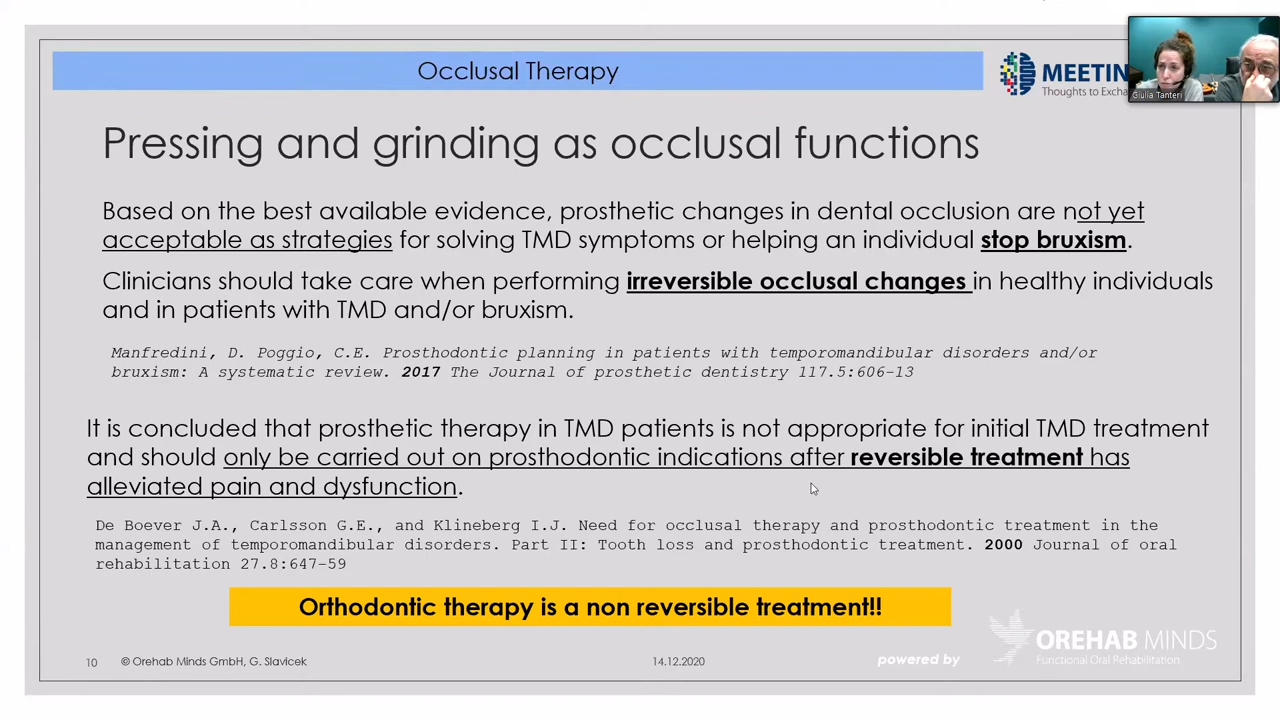 Occlusal Therapy
MEETIN
Thoughts to Excha
Giulia Tanteri
Pressing and grinding as occlusal functions
Based on the best available evidence, prosthetic changes in dental occlusion are not yet
acceptable as strategies for solving TMD symptoms or helping an individual stop bruxism.
Clinicians should take care when performing irreversible occlusal changes in healthy individuals
and in patients with TMD and/or bruxism.
Manfredini, D. Poggio, C.E. Prosthodontic planning in patients with temporomandibular disorders and/or
bruxism: A systematic review. 2017 The Journal of prosthetic dentistry 117.5:606-13
It is concluded that prosthetic therapy in TMD patients is not appropriate for initial TMD treatment
and should only be carried out on prosthodontic indications after reversible treatment has
alleviated pain and dysfunction.
De Boever J.A., Carlsson G.E., and Klineberg I.J. Need for occlusal therapy and prosthodontic treatment in the
management of temporomandibular disorders. Part II: Tooth loss and prosthodontic treatment. 2000 Journal of oral
rehabilitation 27.8:647-59
Orthodontic therapy is a non reversible treatment!!
10 © Orehab Minds GmbH, G. Slavicek 14.12.2020 powered by
OREHAB MINDS
Functional Oral Rehabilitation